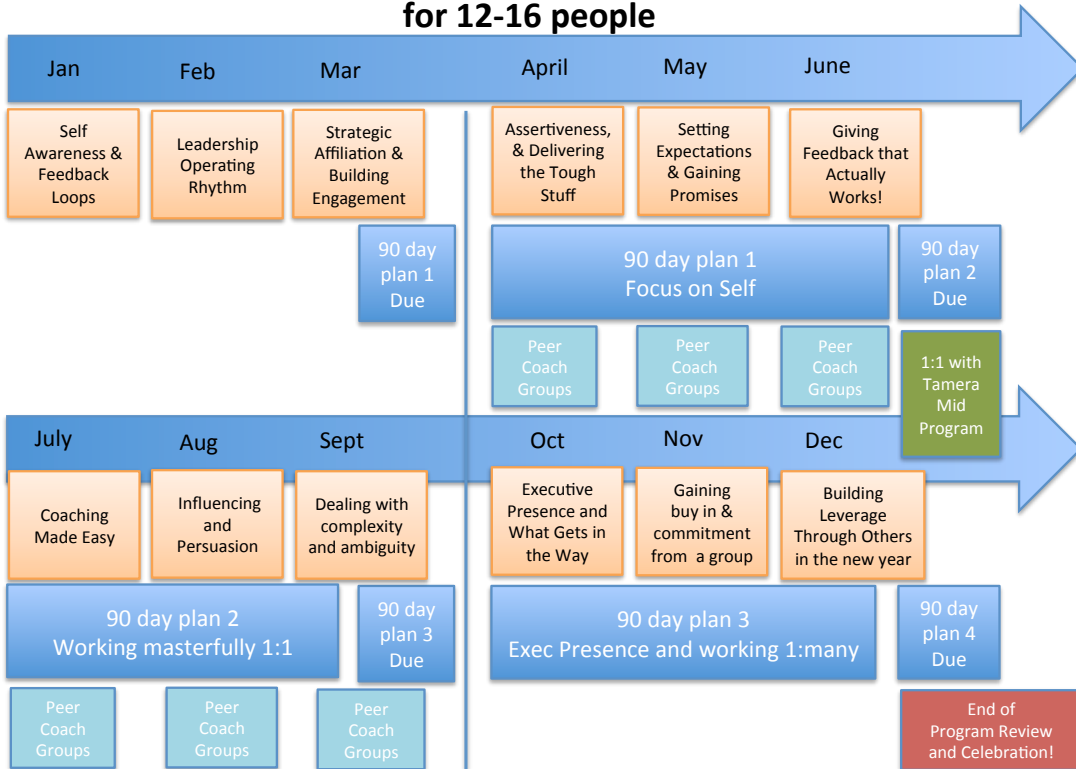 for 12-16 people
Jan
Feb
Mar
April
May
June
Self
Awareness &
Feedback
Loops
Leadership
Operating
Rhythm
Strategic
Affiliation &
Building
Engagement
Assertiveness,
& Delivering
the Tough
Stuff
Setting
Expectations
& Gaining
Promises
Giving
Feedback that
Actually
Works!
90 day
plan 1
Due
90 day plan 1
Focus on Self
90 day
plan 2
Due
Peer
Coach
Groups
Peer
Coach
Groups
Peer
Coach
Groups
1:1 with
Tamera
Mid
Program
July
Aug
Sept
Oct
Nov
Dec
Coaching
Made Easy
Influencing
and
Persuasion
Dealing with
complexity
and ambiguity
Executive
Presence and
What Gets in
the Way
Gaining
buy in &
commitment
from a group
Building
Leverage
Through Others
in the new year
90 day plan 2
Working masterfully 1:1
90 day
plan 3
Due
90 day plan 3
Exec Presence and working 1:many
90 day
plan 4
Due
Peer
Coach
Groups
Peer
Coach
Groups
Peer
Coach
Groups
End of
Program Review
and Celebration!